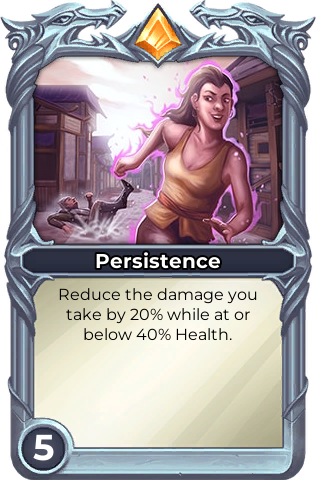 Persistence
Reduce the damage you
take by 20% while at or
below 40% Health.
5